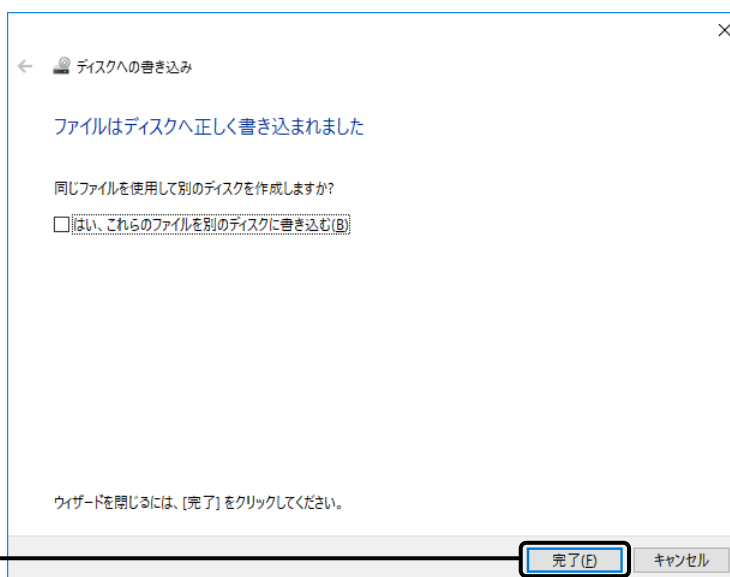 ディスクへの書き込み
ファイルはディスクへ正しく書き込まれました
同じファイルを使用して別のディスクを作成しますか?
はい、これらのファイルを別のディスクに書き込む(B)
ウィザードを閉じるには、[完了] をクリックしてください。
完了(F) キャンセル